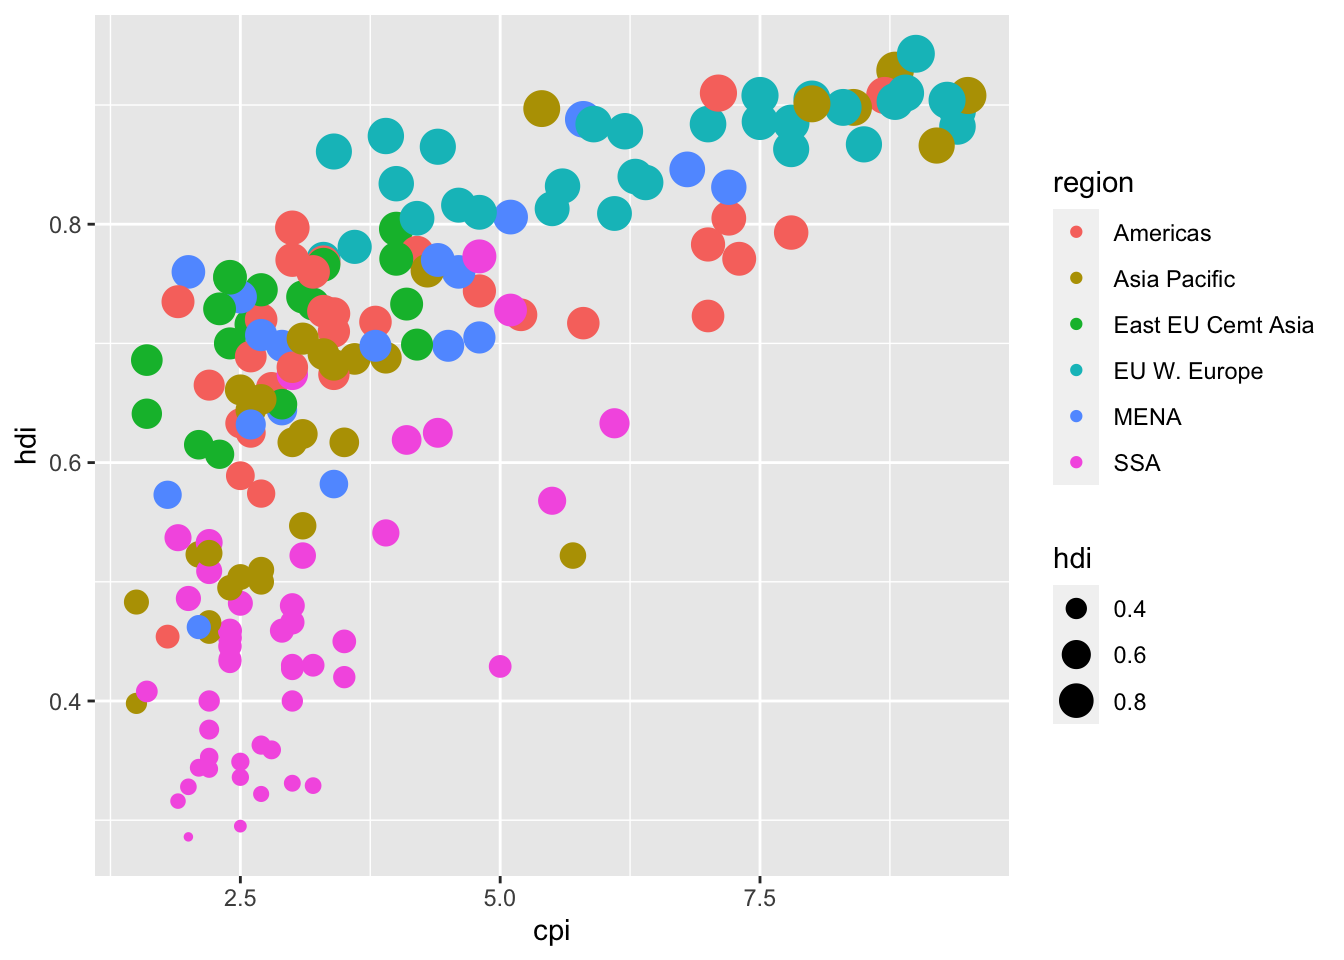 hdi
0.8
0.6
0.4
2.5
5.0
7.5
cpi
region
Americas
Asia Pacific
East EU Cemt Asia
EU W. Europe
MENA
SSA
hdi
0.4
0.6
0.8